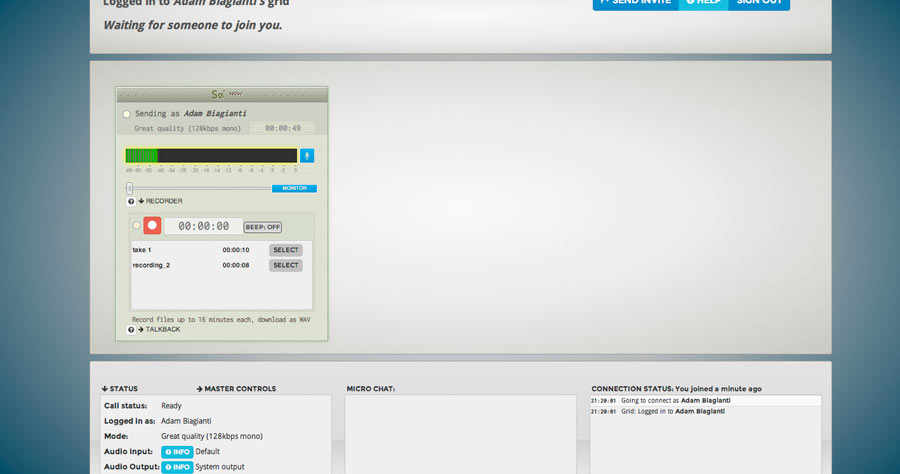 Logged in to Adam Biagianti's grid
SEND INVITE HELP SIGN OUT
Waiting for someone to join you.
So NOW
Sending as Adam Biagianti
Great quality (128kbps mono) 00:00:49
dB -60 -50 -40 -34 -28 -22 -18 -14 -12 -9 -6 -4 -3 -2 -1 0
MONITOR
RECORDER
00:00:00 BEEP: OFF
take 1 00:00:10 SELECT
recording_2 00:00:08 SELECT
Record files up to 16 minutes each, download as WAV
TALKBACK
STATUS MASTER CONTROLS
Call status: Ready
Logged in as: Adam Biagianti
Mode: Great quality (128kbps mono)
Audio Input: INFO Default
Audio Output: INFO System output
MICRO CHAT:
CONNECTION STATUS: You joined a minute ago
21:20:01 Going to connect as Adam Biagianti
21:20:01 Grid: Logged in to Adam Biagianti